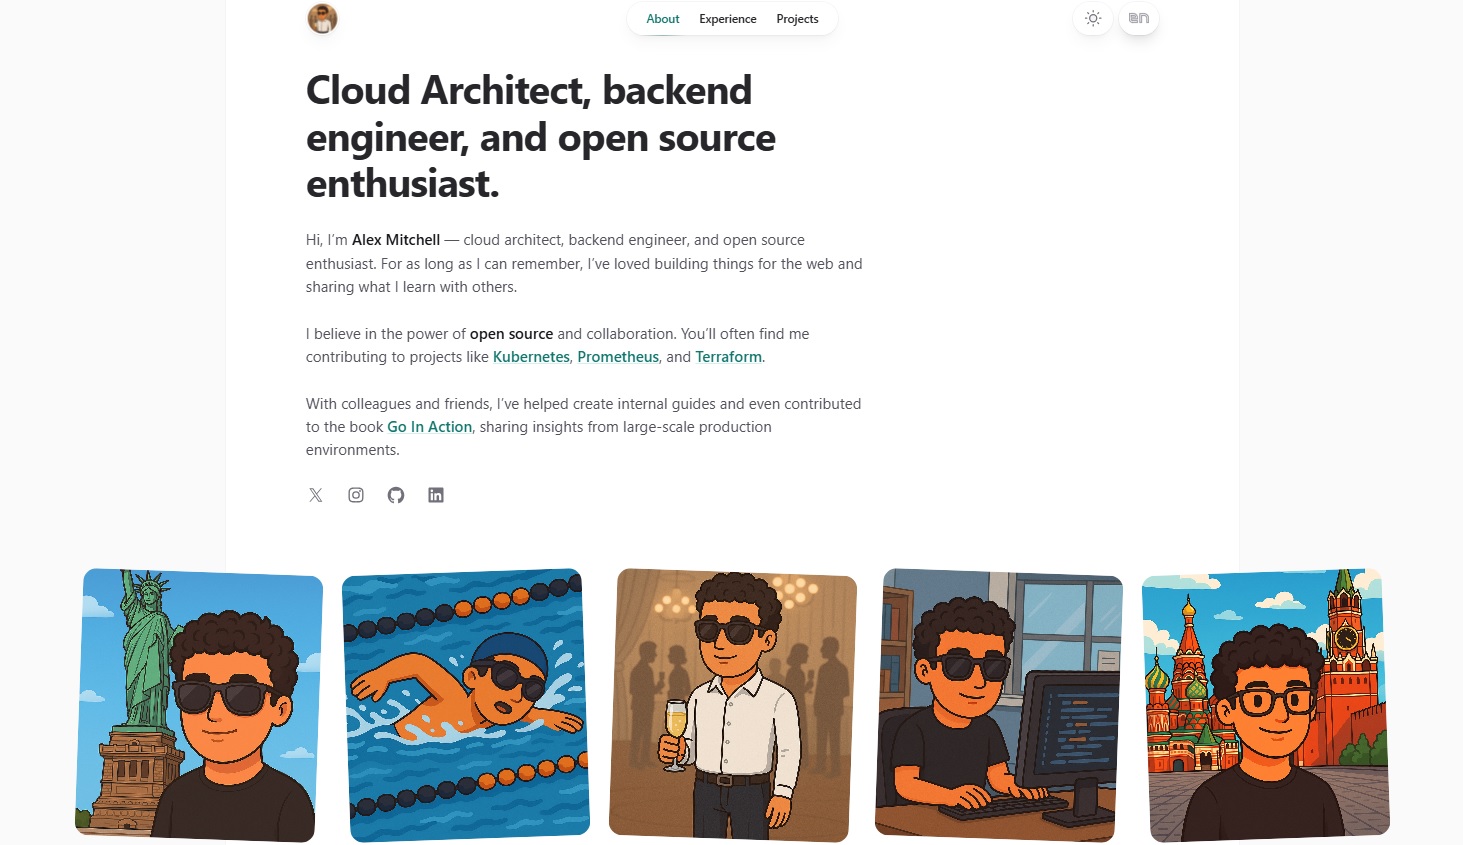 About Experience Projects
Cloud Architect, backend
engineer, and open source
enthusiast.
Hi, I’m Alex Mitchell — cloud architect, backend engineer, and open source
enthusiast. For as long as I can remember, I’ve loved building things for the web and
sharing what I learn with others.
I believe in the power of open source and collaboration. You’ll often find me
contributing to projects like Kubernetes, Prometheus, and Terraform.
With colleagues and friends, I’ve helped create internal guides and even contributed
to the book Go In Action, sharing insights from large-scale production
environments.